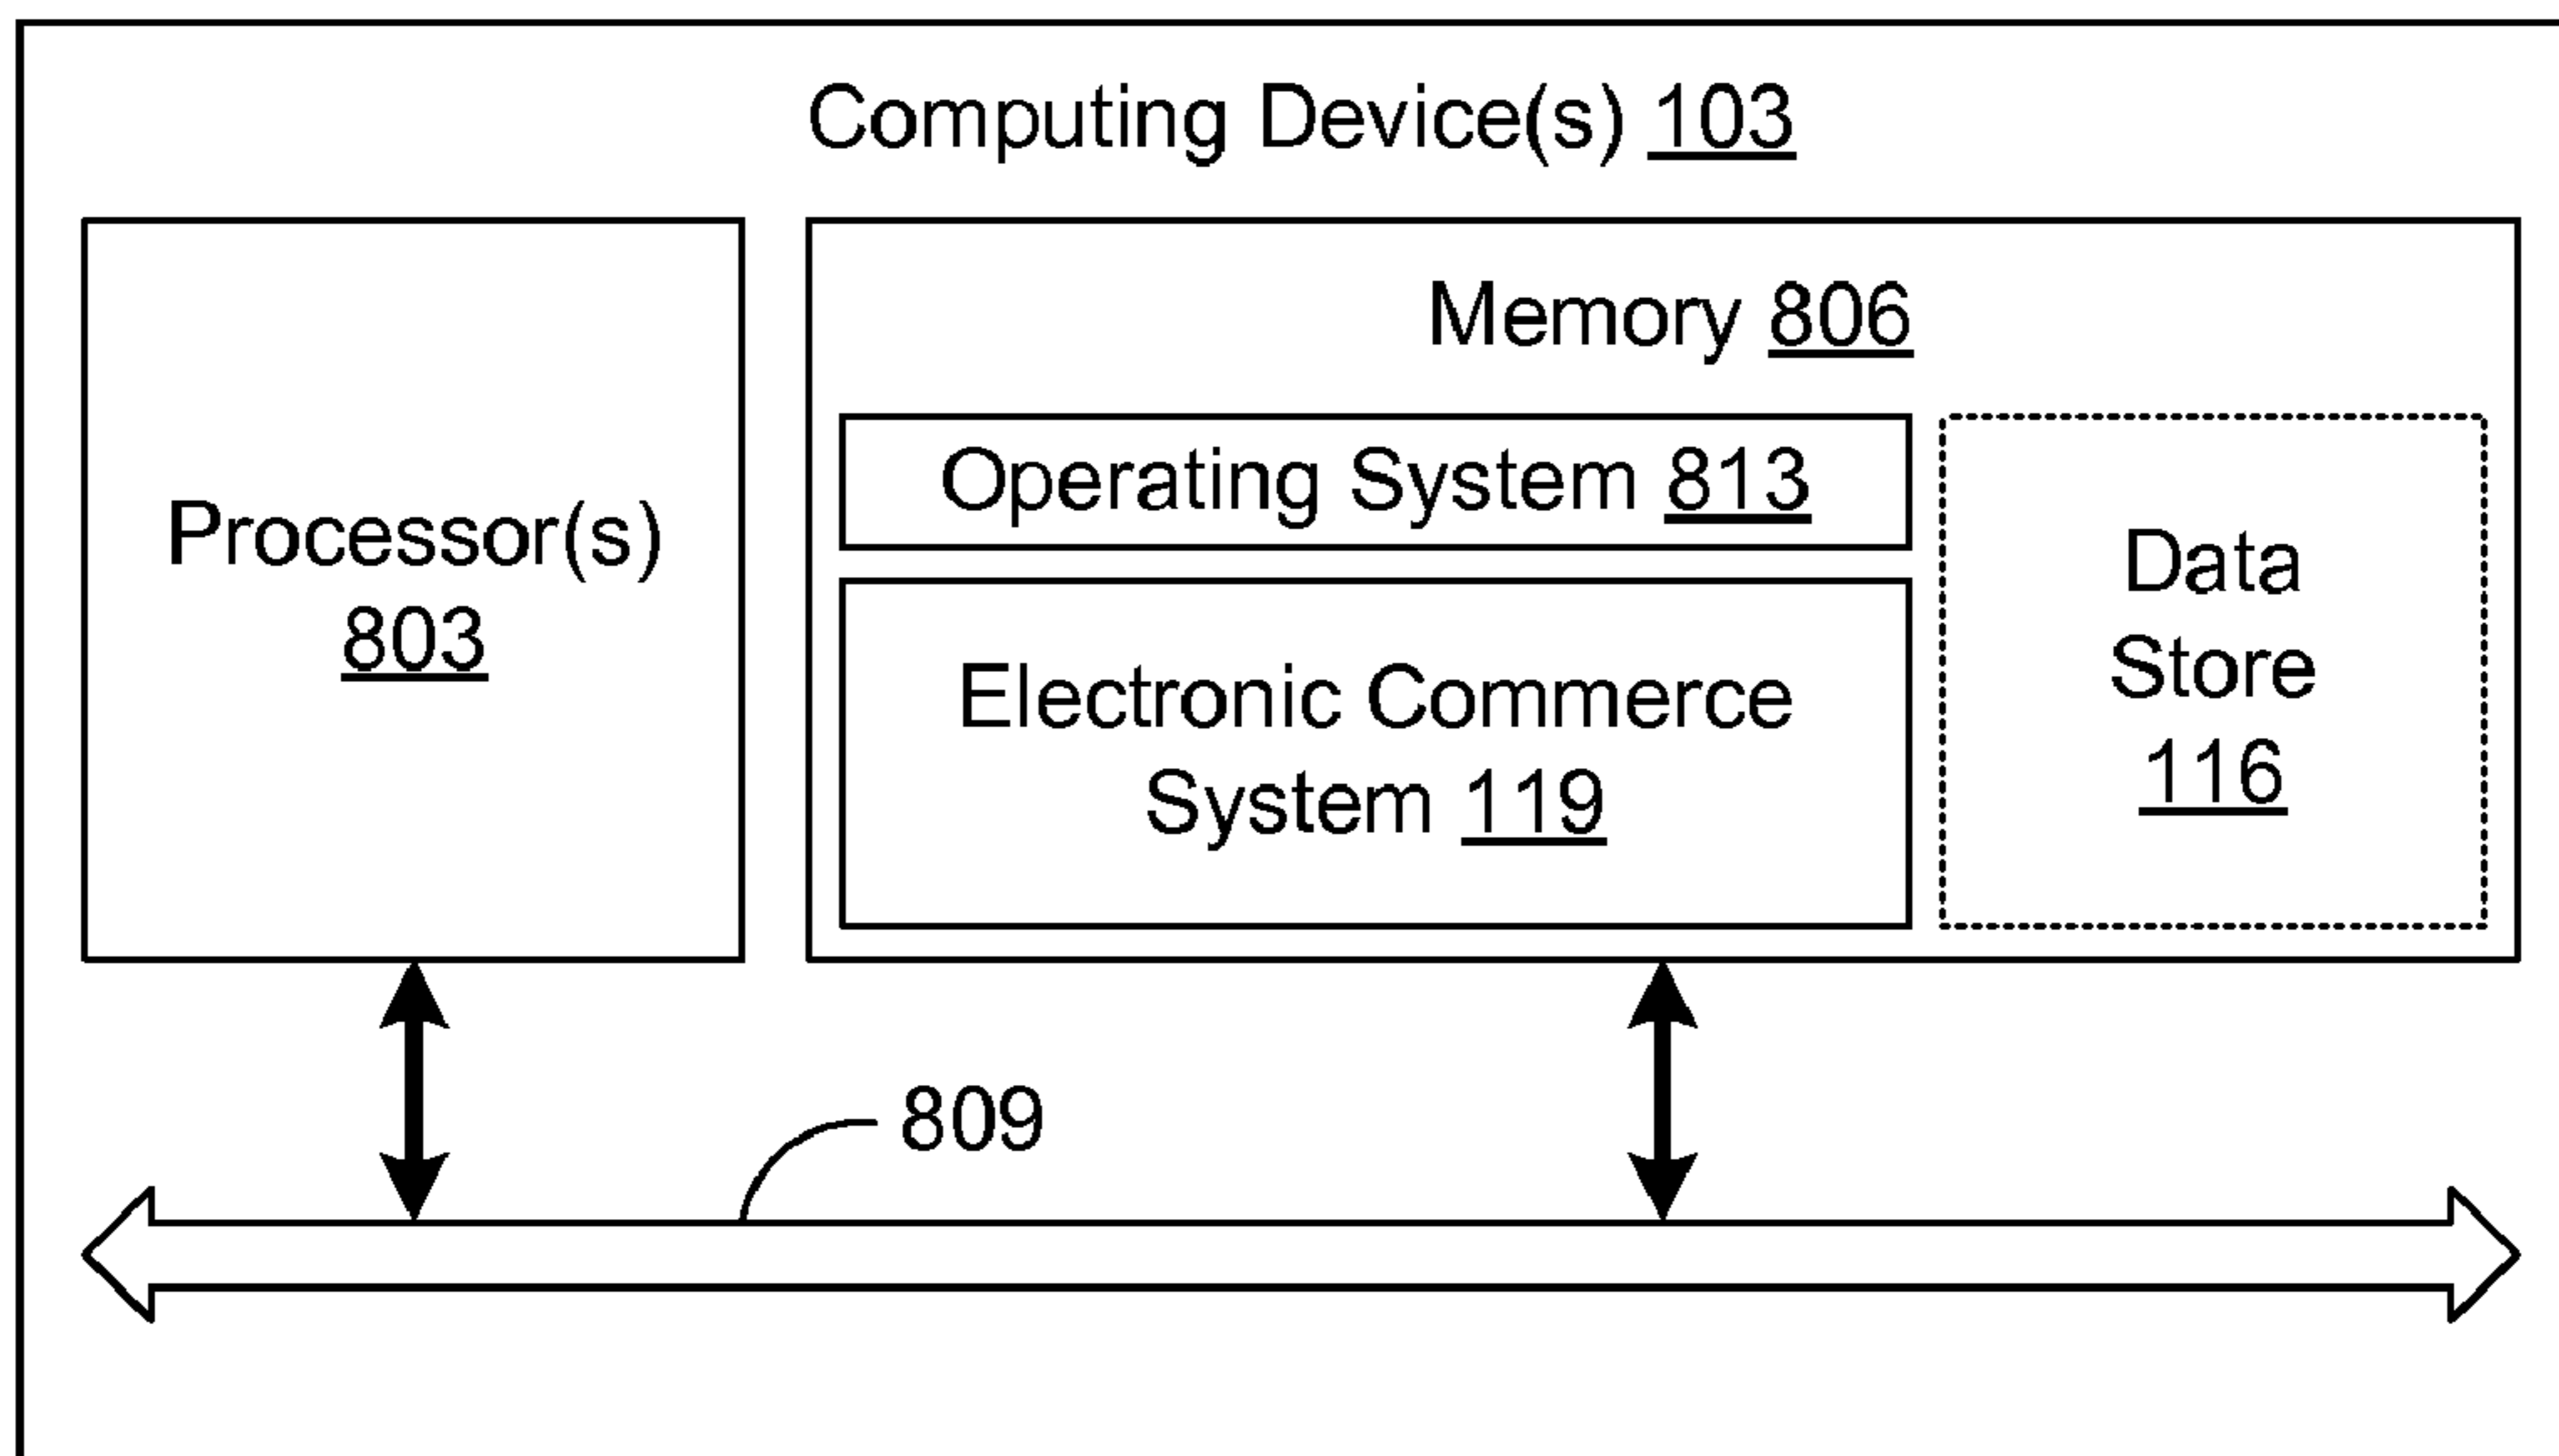 Computing Device(s) 103
Processor(s)
803
Memory 806
Operating System 813
Electronic Commerce
System 119
Data
Store
116
809